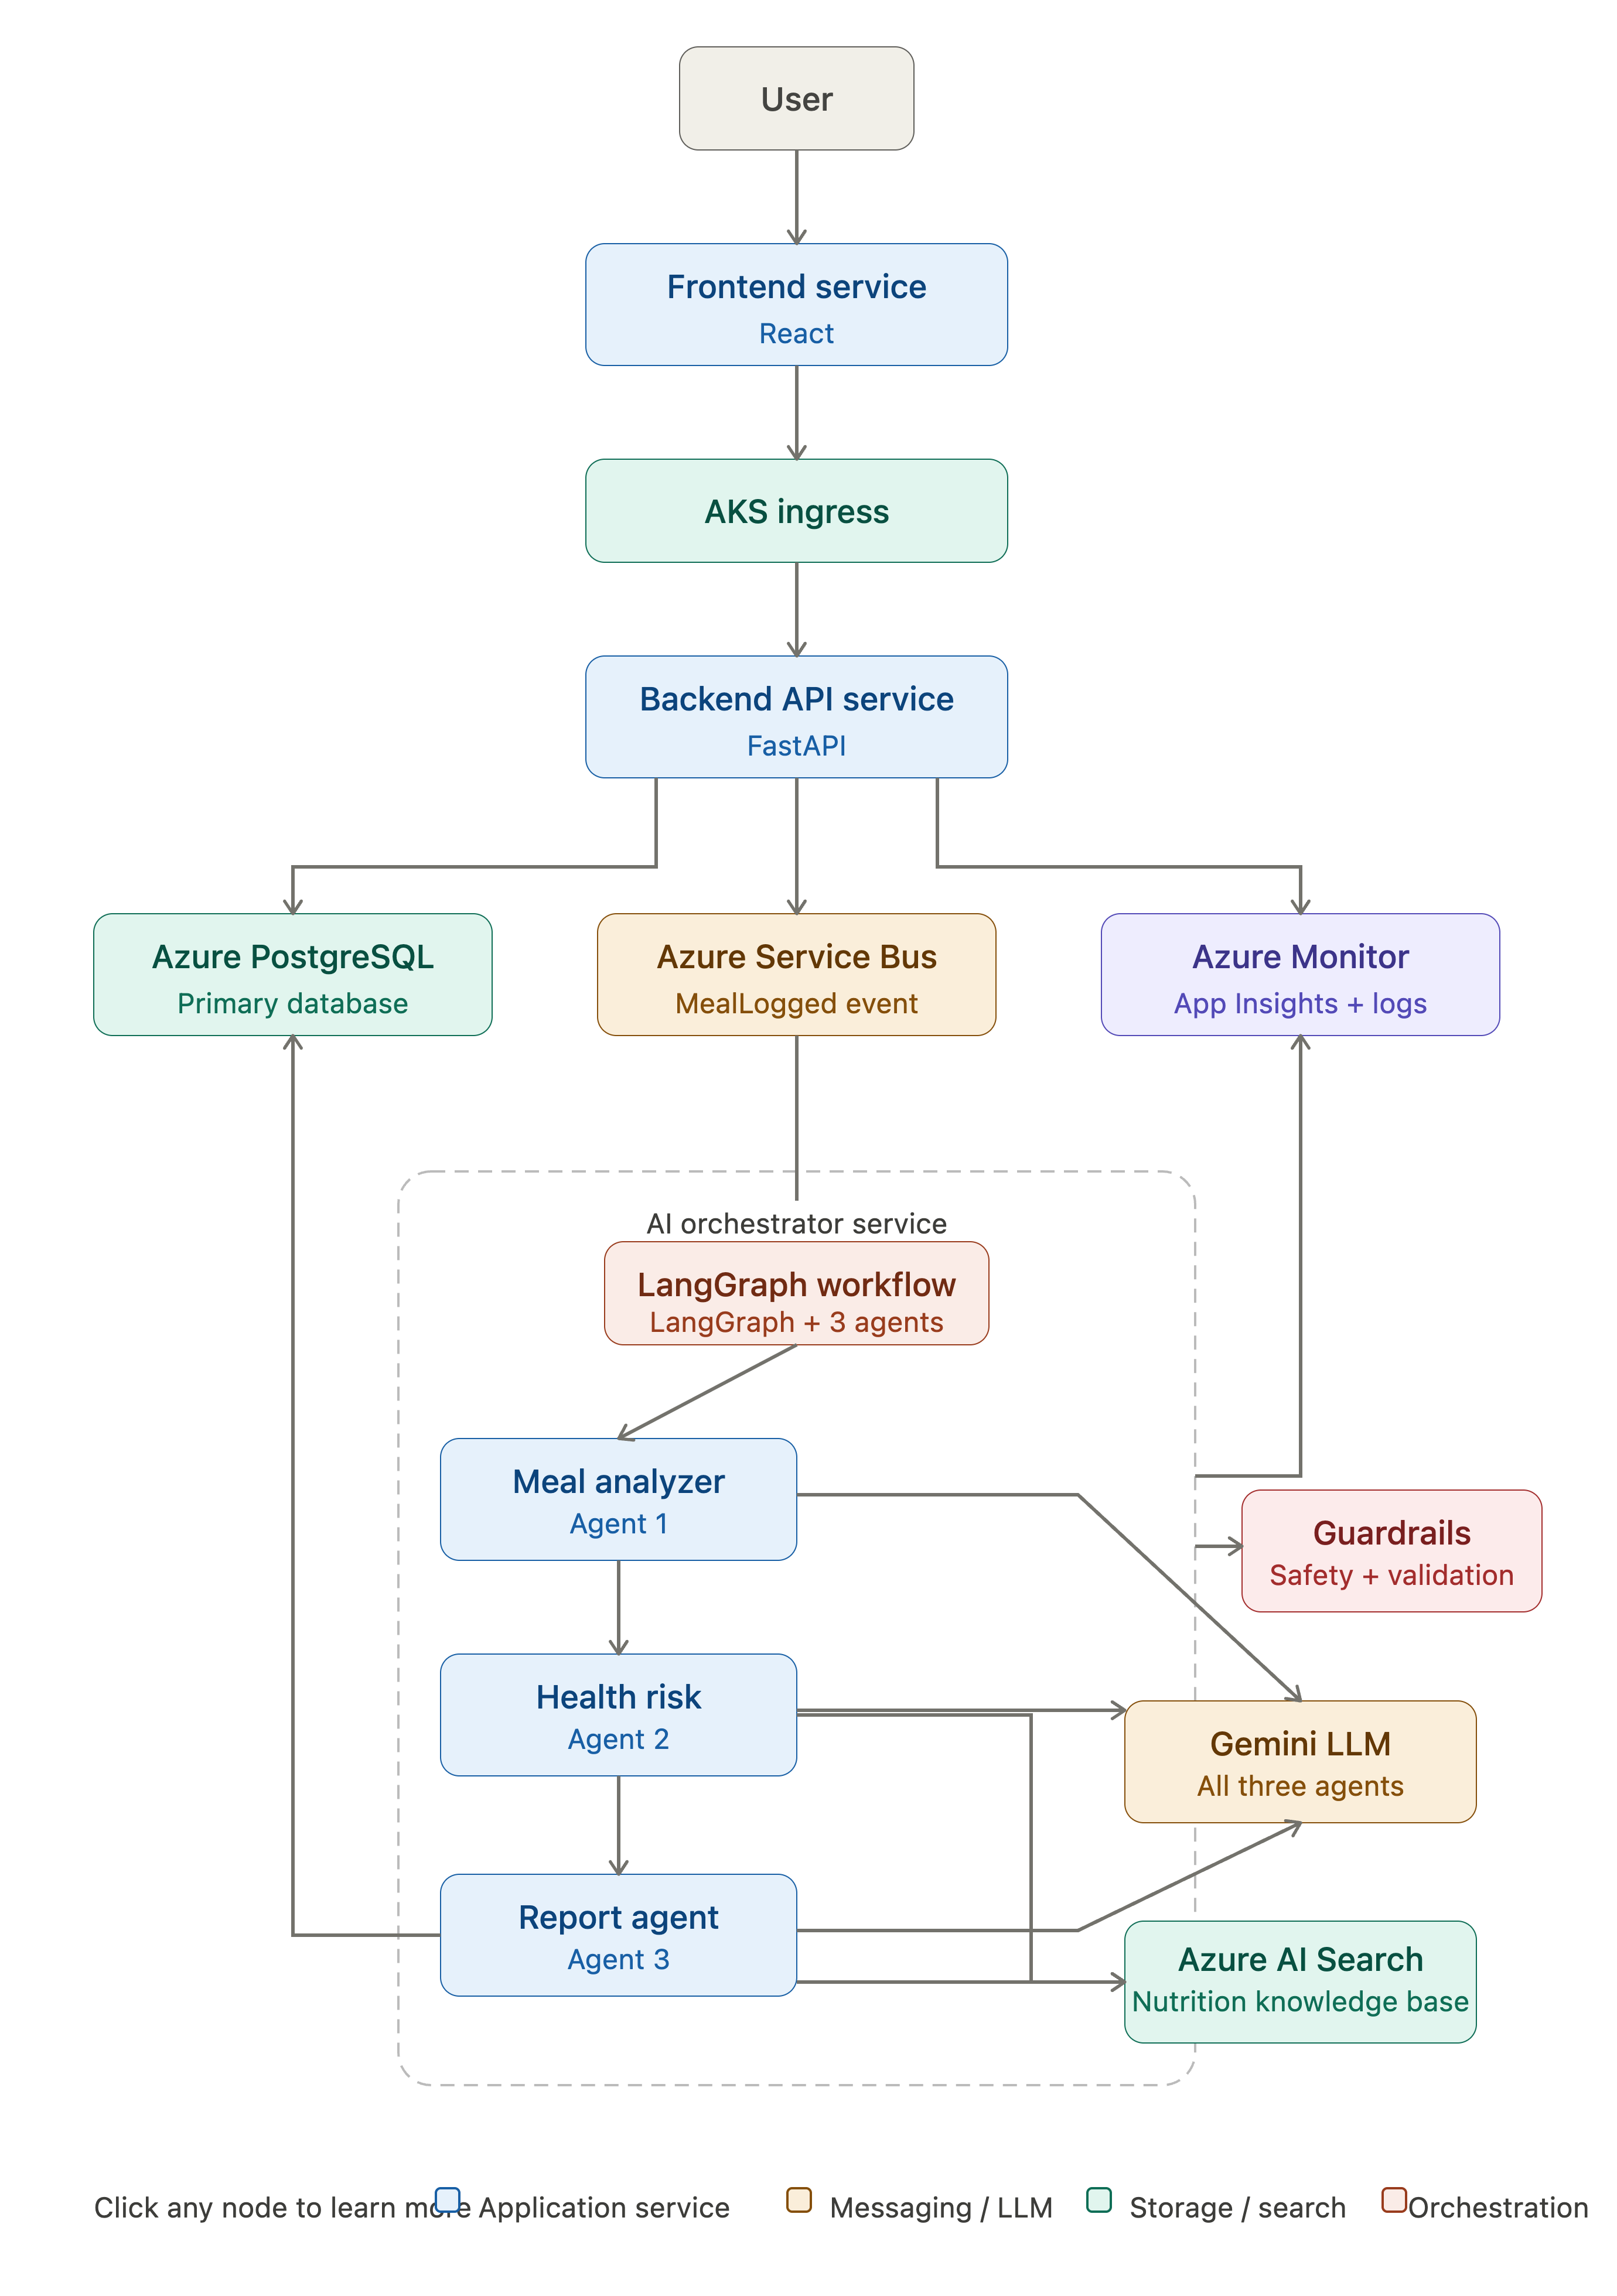 User
Frontend service
React
AKS ingress
Backend API service
FastAPI
Azure PostgreSQL
Primary database
Azure Service Bus
MealLogged event
Azure Monitor
App Insights + logs
AI orchestrator service
LangGraph workflow
LangGraph + 3 agents
Meal analyzer
Agent 1
Guardrails
Safety + validation
Health risk
Agent 2
Gemini LLM
All three agents
Report agent
Agent 3
Azure AI Search
Nutrition knowledge base
Click any node to learn more
Application service
Messaging / LLM
Storage / search
Orchestration